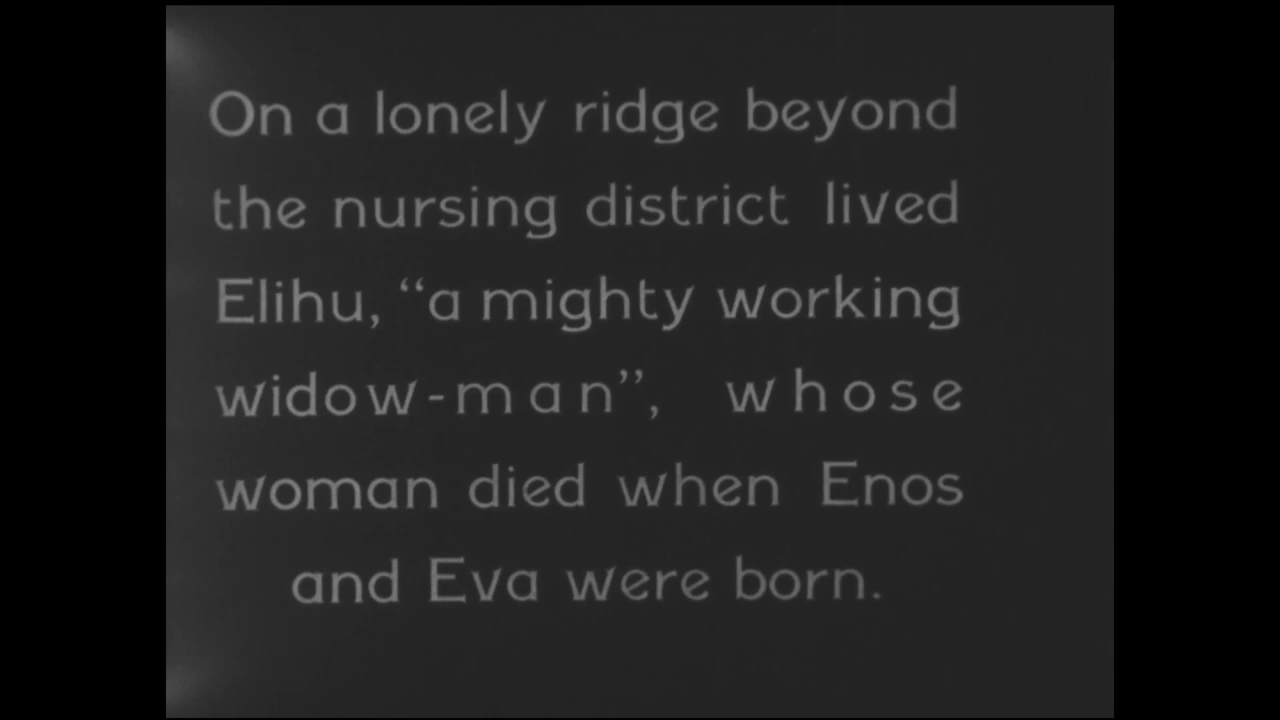 On a lonely ridge beyond
the nursing district lived
Elihu, “a mighty working
widow-man”, whose
woman died when Enos
and Eva were born.